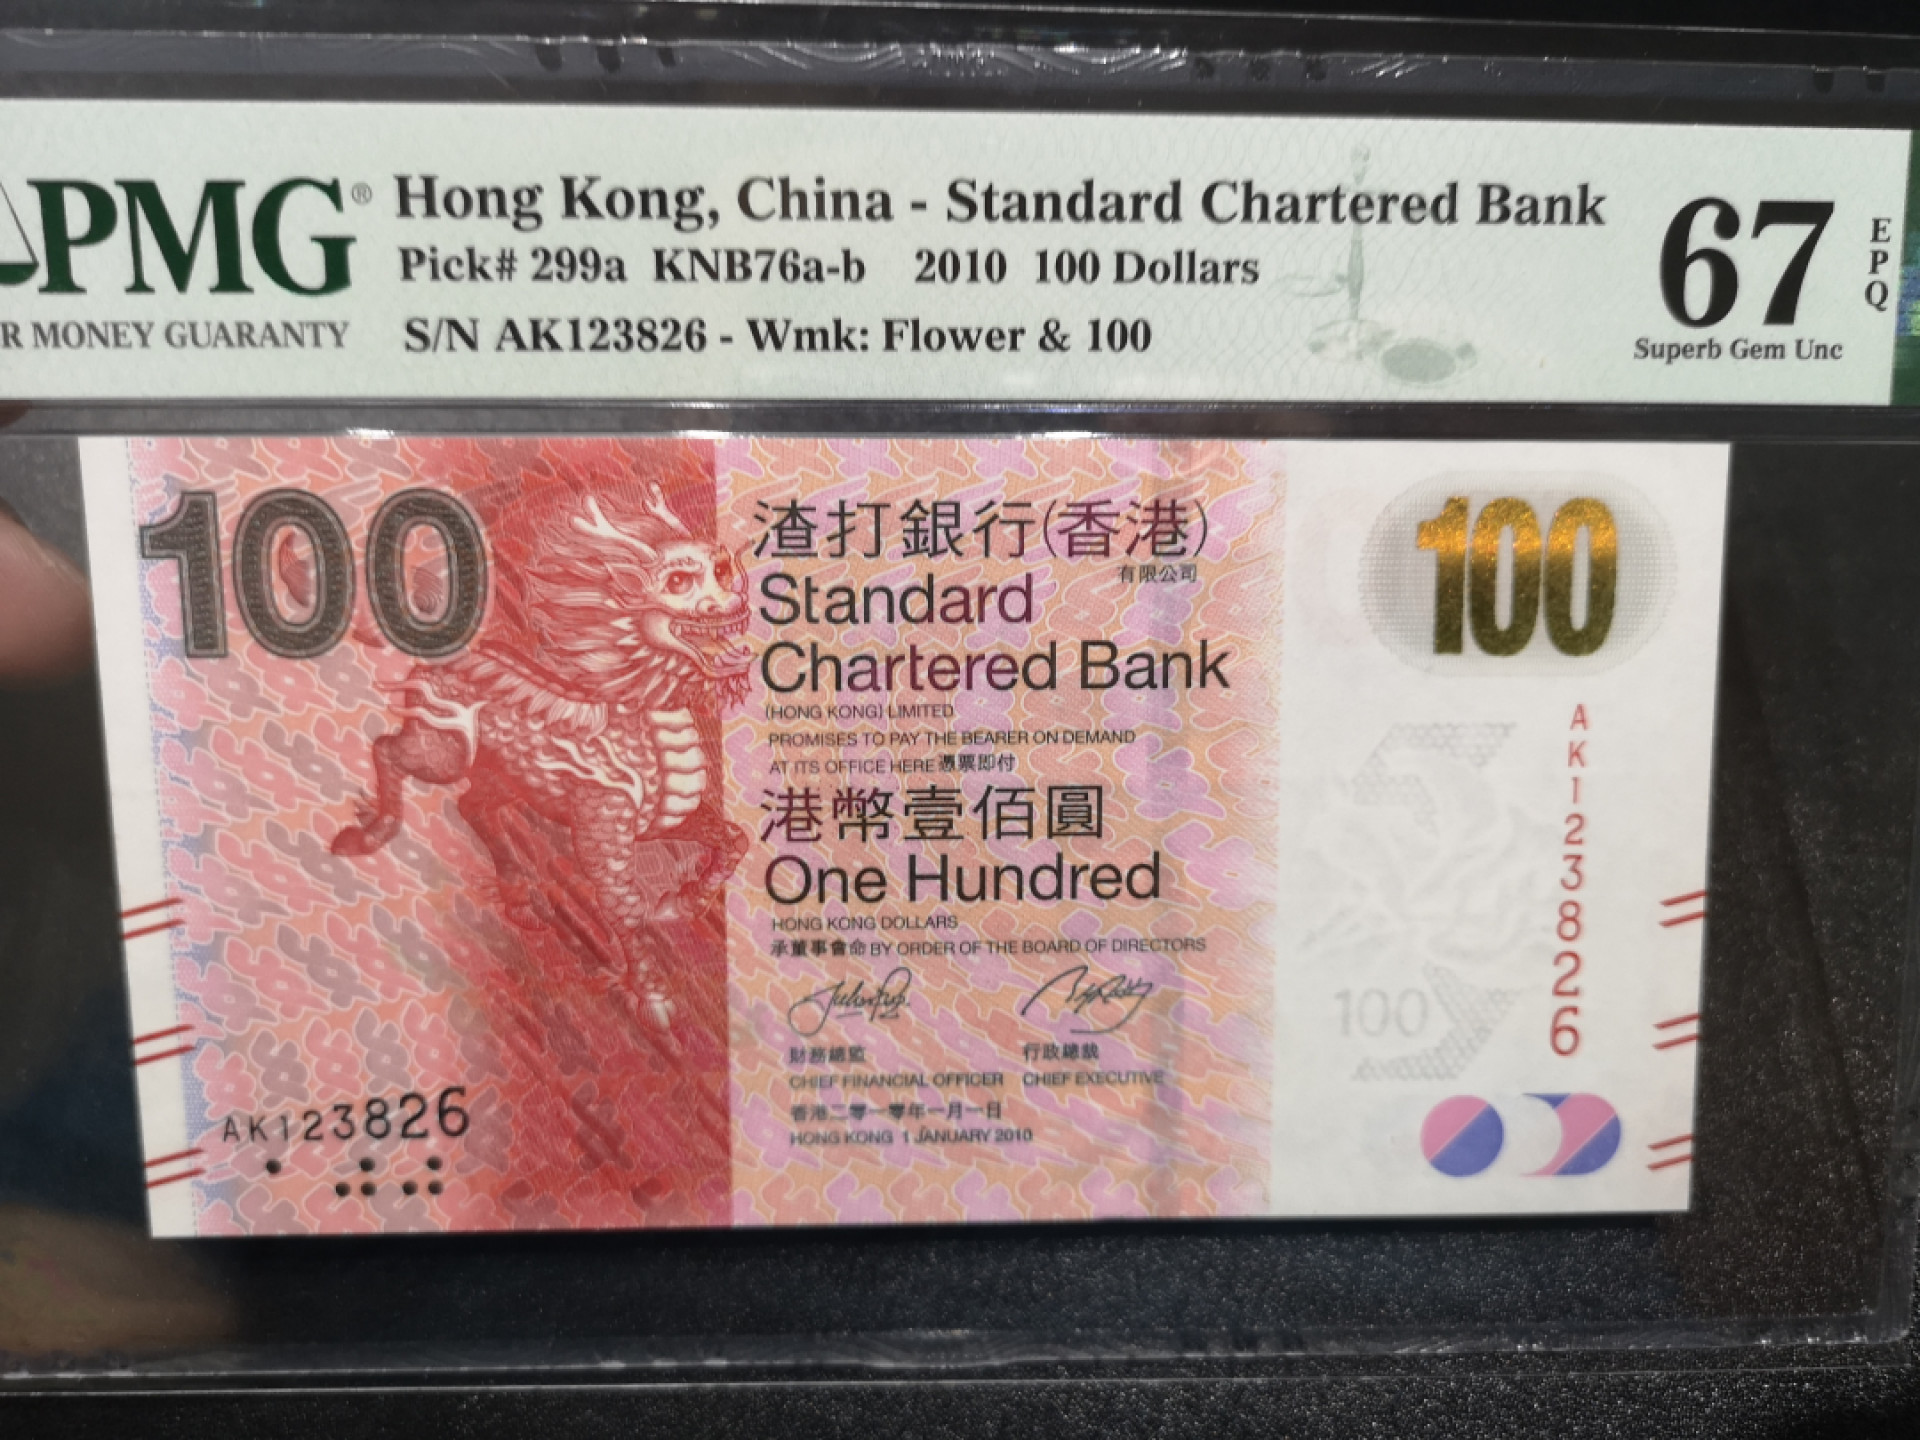 PMG®
R MONEY GUARANTY
Hong Kong, China - Standard Chartered Bank
Pick# 299a KNB76a-b 2010 100 Dollars
S/N AK123826 - Wmk: Flower & 100
67
EPQ
Superb Gem Unc
100
渣打銀行(香港)
有限公司
Standard
Chartered Bank
(HONG KONG) LIMITED
PROMISES TO PAY THE BEARER ON DEMAND
AT ITS OFFICE HERE 憑票即付
港幣壹佰圓
One Hundred
HONG KONG DOLLARS
承董事會命 BY ORDER OF THE BOARD OF DIRECTORS
財務總監 行政總裁
CHIEF FINANCIAL OFFICER CHIEF EXECUTIVE
香港二零一零年一月一日
HONG KONG 1 JANUARY 2010
AK123826
100
AK123826
100